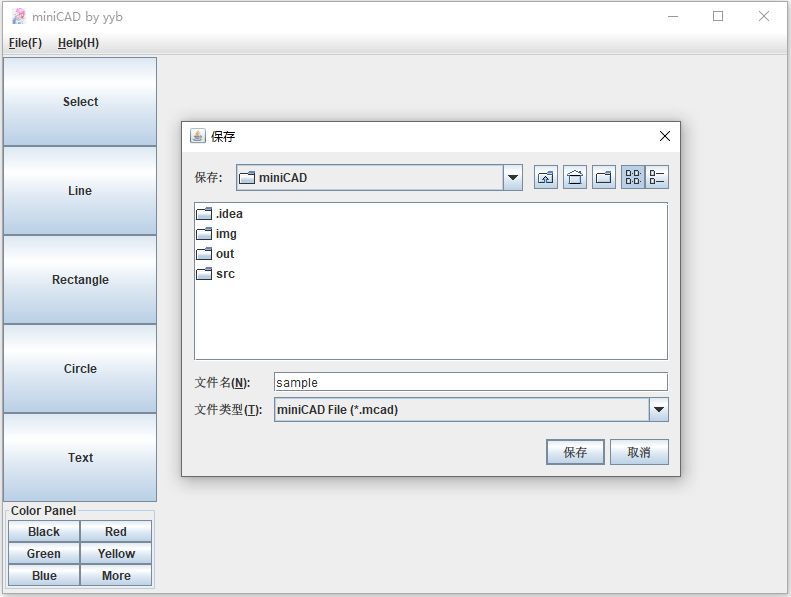 miniCAD by yyb
File(F) Help(H)
Select
Line
Rectangle
Circle
Text
Color Panel
Black Red
Green Yellow
Blue More
保存
保存: miniCAD
.idea
img
out
src
文件名(N): sample
文件类型(T): miniCAD File (*.mcad)
保存 取消